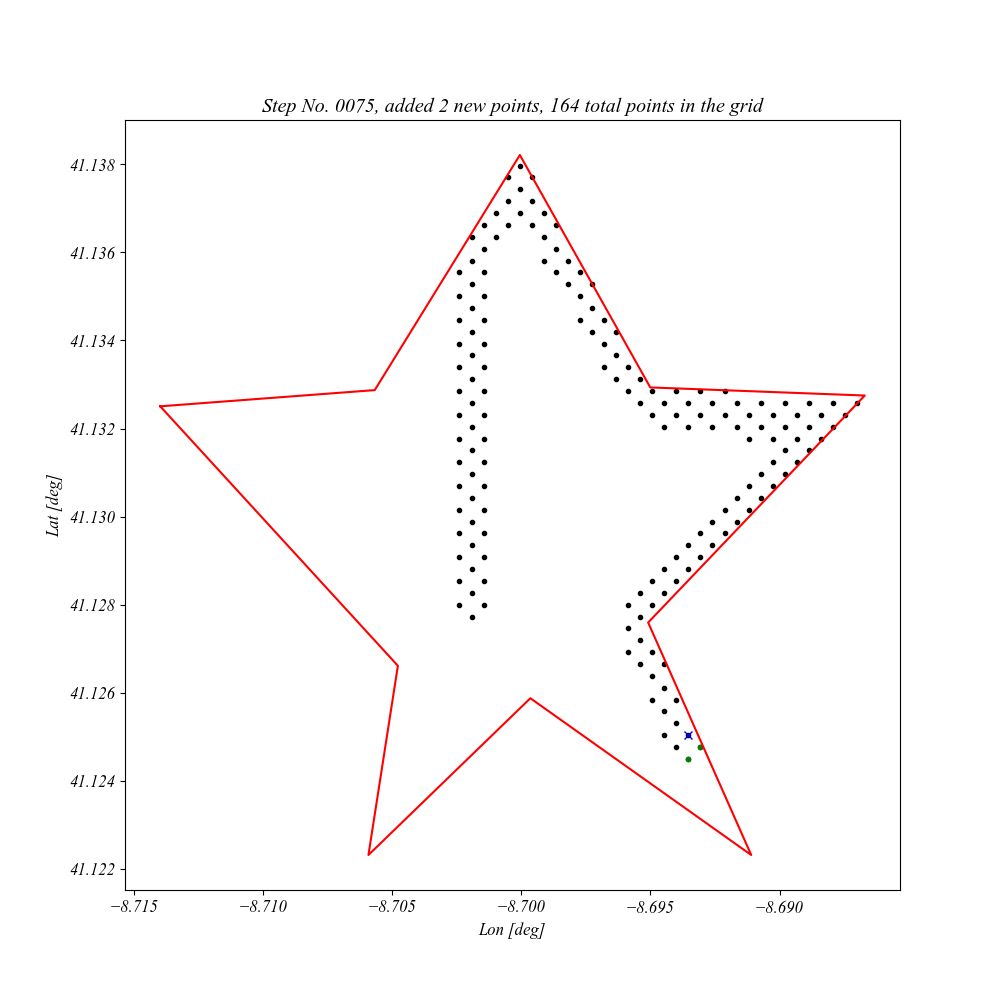 Step No. 0075, added 2 new points, 164 total points in the grid
41.138
41.136
41.134
41.132
41.130
41.128
41.126
41.124
41.122
Lat [deg]
−8.715 −8.710 −8.705 −8.700 −8.695 −8.690
Lon [deg]